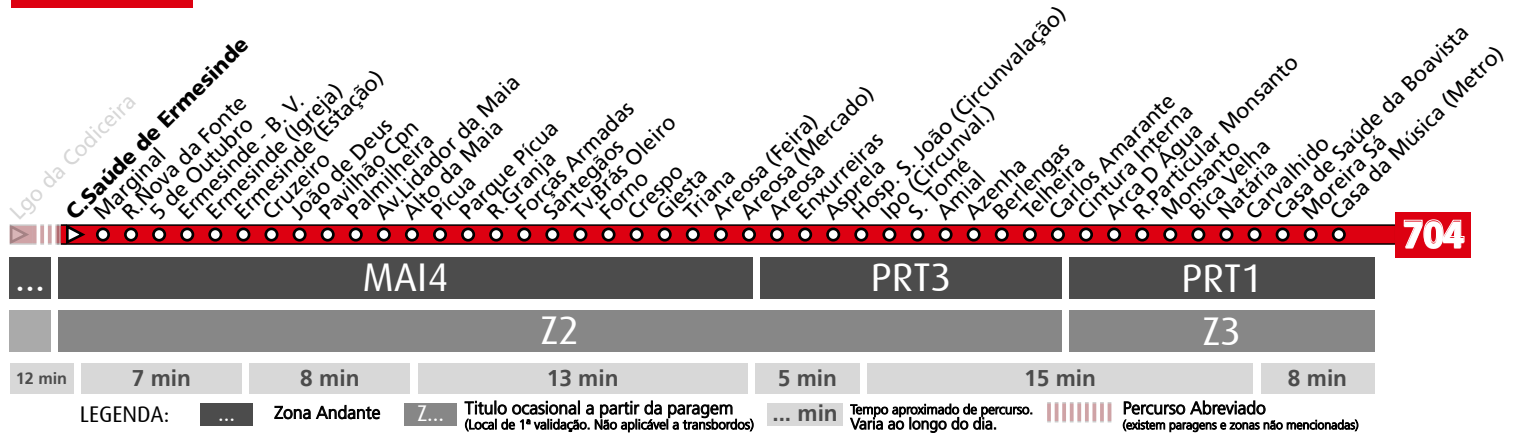 Lgo da Codiceira
C.Saúde de Ermesinde
Marginal
R.Nova da Fonte
5 de Outubro
Ermesinde - B. V.
Ermesinde (Igreja)
Ermesinde (Estação)
Cruzeiro
João de Deus
Pavilhão Cpn
Palmilheira
Av.Lidador da Maia
Alto da Maia
Pícua
Parque Pícua
R.Granja
Forças Armadas
Santegãos
Tv.Brás Oleiro
Forno
Crespo
Giesta
Triana
Areosa (Feira)
Areosa (Mercado)
Areosa
Enxurreiras
Asprela
Hosp. S. João (Circunvalação)
Ipo (Circunval.)
S. Tomé
Amial
Azenha
Berlengas
Telheira
Carlos Amarante
Cintura Interna
Arca D´Água
R.Particular Monsanto
Monsanto
Bica Velha
Natária
Carvalhido
Casa de Saúde da Boavista
Moreira Sá
Casa da Música (Metro)
704
... MAI4 PRT3 PRT1
Z2 Z3
12 min 7 min 8 min 13 min 5 min 15 min 8 min
LEGENDA:
... Zona Andante
Z... Titulo ocasional a partir da paragem
(Local de 1ª validação. Não aplicável a transbordos)
... min Tempo aproximado de percurso.
Varia ao longo do dia.
Percurso Abreviado
(existem paragens e zonas não mencionadas)